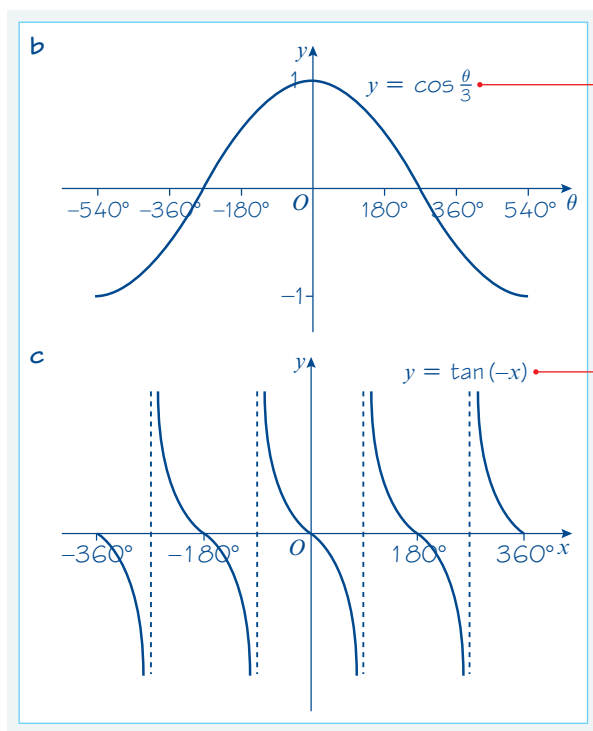 b
y
1
y = cos θ/3
−540° −360° −180° O 180° 360° 540° θ
−1
c
y
y = tan (−x)
−360° −180° O 180° 360° x